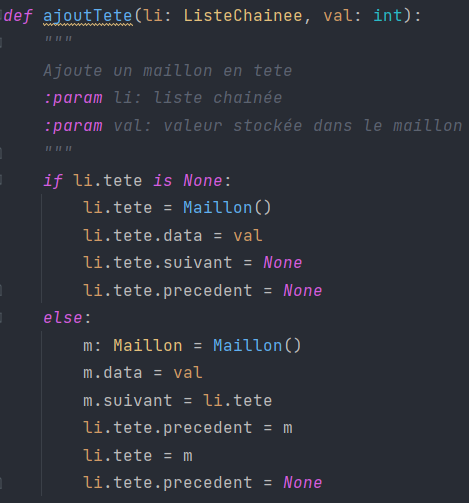 def ajoutTete(li: ListeChainee, val: int):
    """
    Ajoute un maillon en tete
    :param li: liste chainée
    :param val: valeur stockée dans le maillon
    """
    if li.tete is None:
        li.tete = Maillon()
        li.tete.data = val
        li.tete.suivant = None
        li.tete.precedent = None
    else:
        m: Maillon = Maillon()
        m.data = val
        m.suivant = li.tete
        li.tete.precedent = m
        li.tete = m
        li.tete.precedent = None